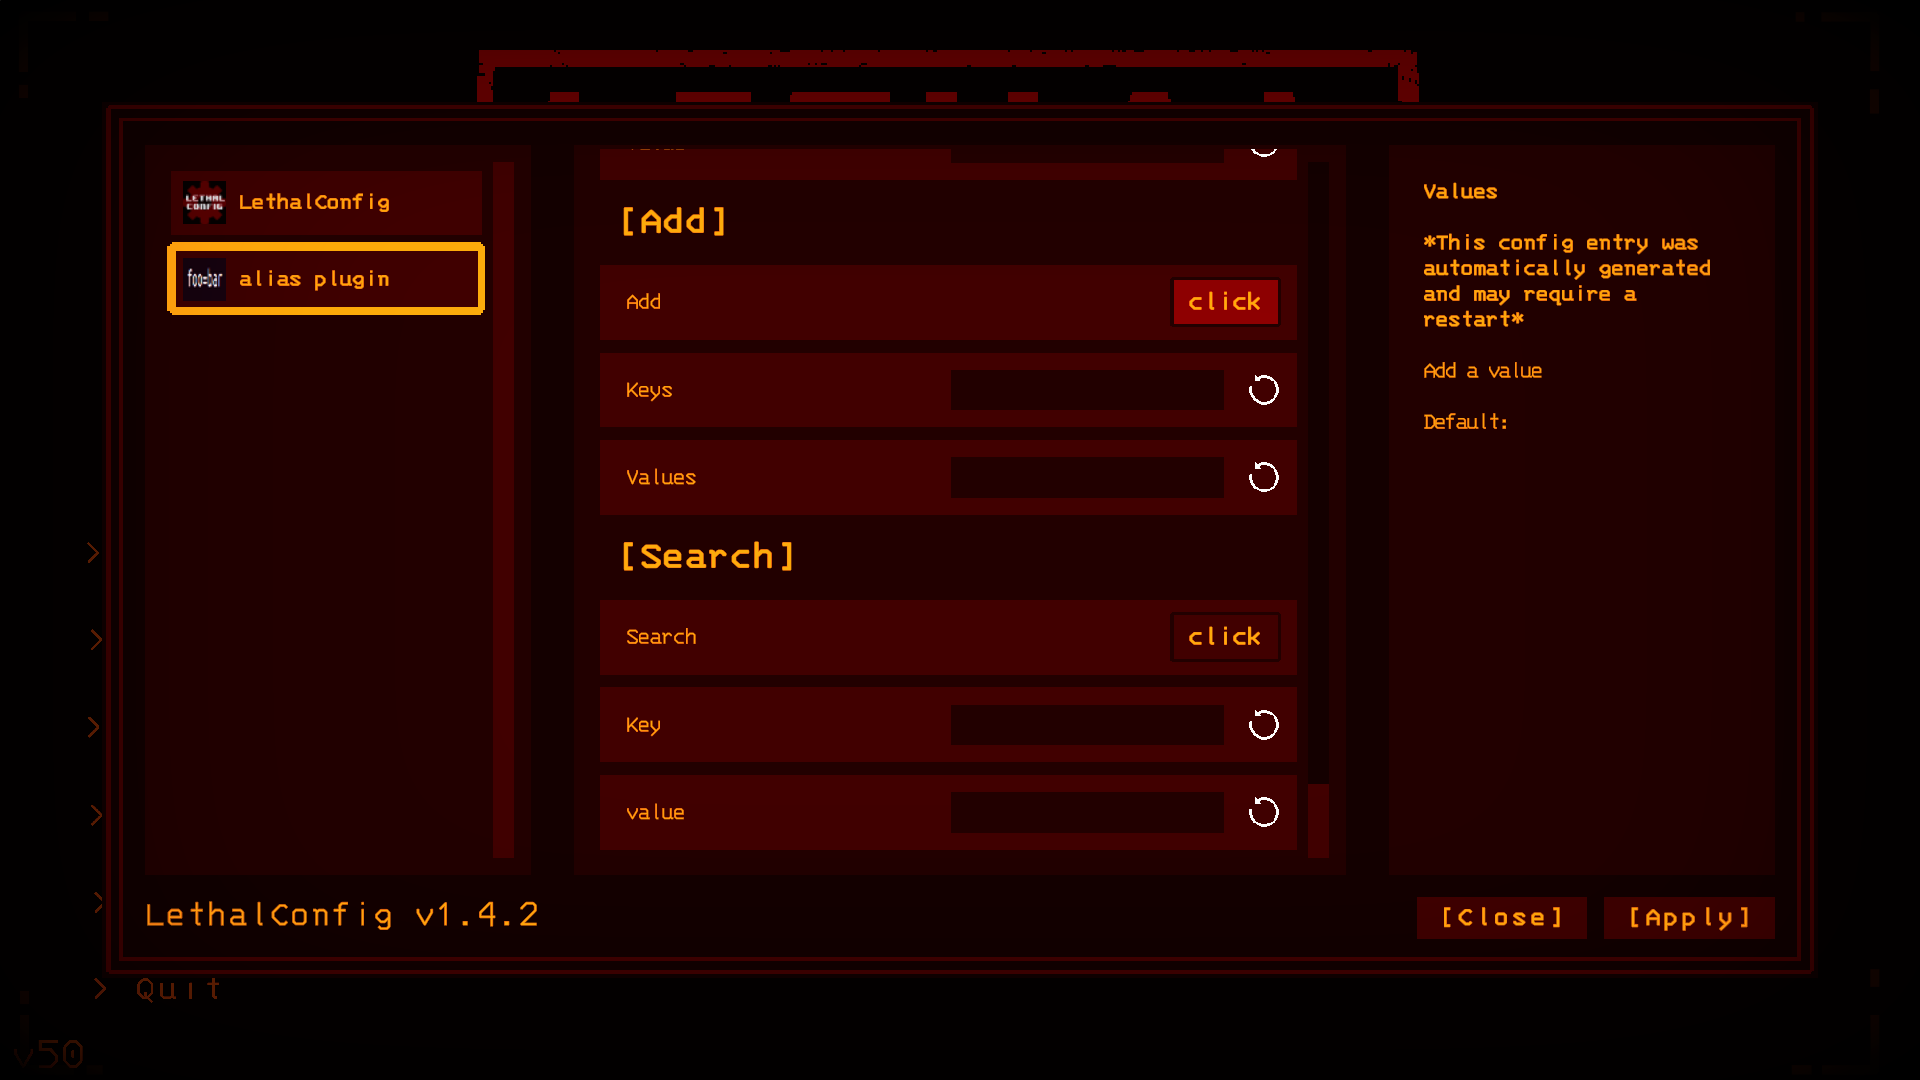 LETHAL
CONFIG
LethalConfig
foo=bar
alias plugin
[Add]
Add
click
Keys
Values
[Search]
Search
click
Key
value
Values
*This config entry was
automatically generated
and may require a
restart*
Add a value
Default:
LethalConfig v1.4.2
[Close]
[Apply]
>
>
>
>
>
> Quit
v50